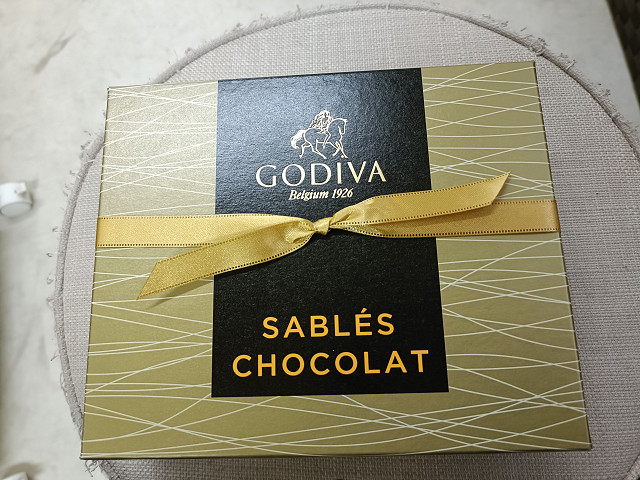 GODIVA
Belgium 1926
SABLÉS
CHOCOLAT